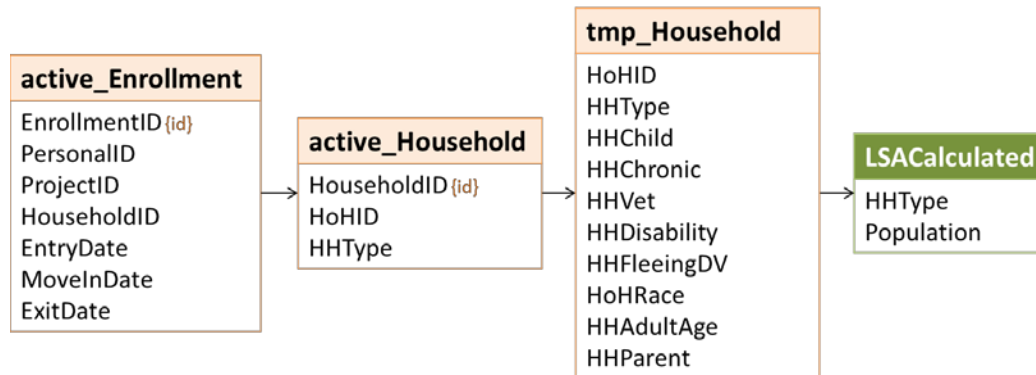 active_Enrollment
EnrollmentID {id}
PersonalID
ProjectID
HouseholdID
EntryDate
MoveInDate
ExitDate
active_Household
HouseholdID {id}
HoHID
HHType
tmp_Household
HoHID
HHType
HHChild
HHChronic
HHVet
HHDisability
HHFleeingDV
HoHRace
HHAdultAge
HHParent
LSACalculated
HHType
Population